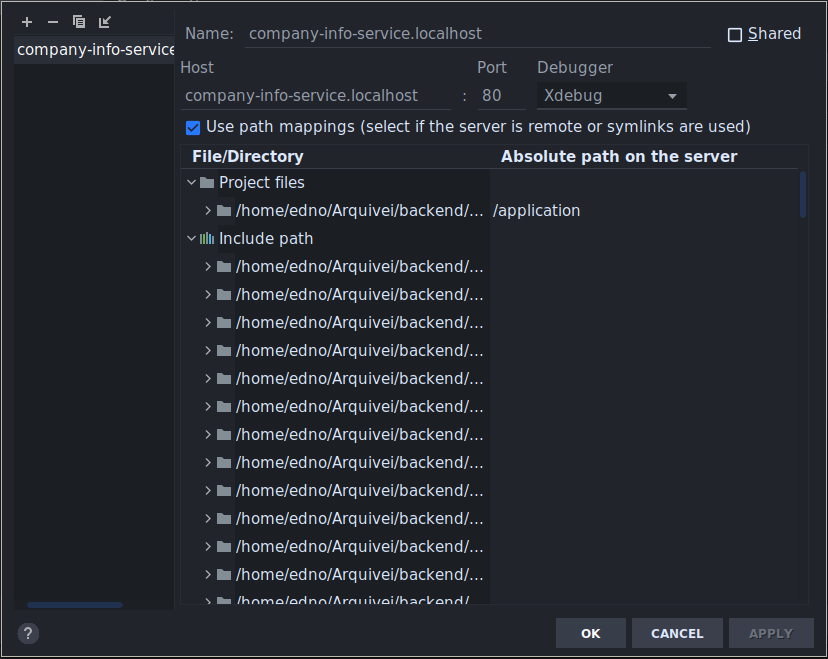 Name: company-info-service.localhost Shared
company-info-service
Host Port Debugger
company-info-service.localhost : 80 Xdebug
Use path mappings (select if the server is remote or symlinks are used)
File/Directory Absolute path on the server
Project files
/home/edno/Arquivei/backend/... /application
Include path
/home/edno/Arquivei/backend/...
/home/edno/Arquivei/backend/...
/home/edno/Arquivei/backend/...
/home/edno/Arquivei/backend/...
/home/edno/Arquivei/backend/...
/home/edno/Arquivei/backend/...
/home/edno/Arquivei/backend/...
/home/edno/Arquivei/backend/...
/home/edno/Arquivei/backend/...
/home/edno/Arquivei/backend/...
/home/edno/Arquivei/backend/...
/home/edno/Arquivei/backend/...
/home/edno/Arquivei/backend/...
? OK CANCEL APPLY